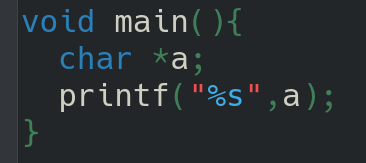 void main(){
  char *a;
  printf("%s",a);
}